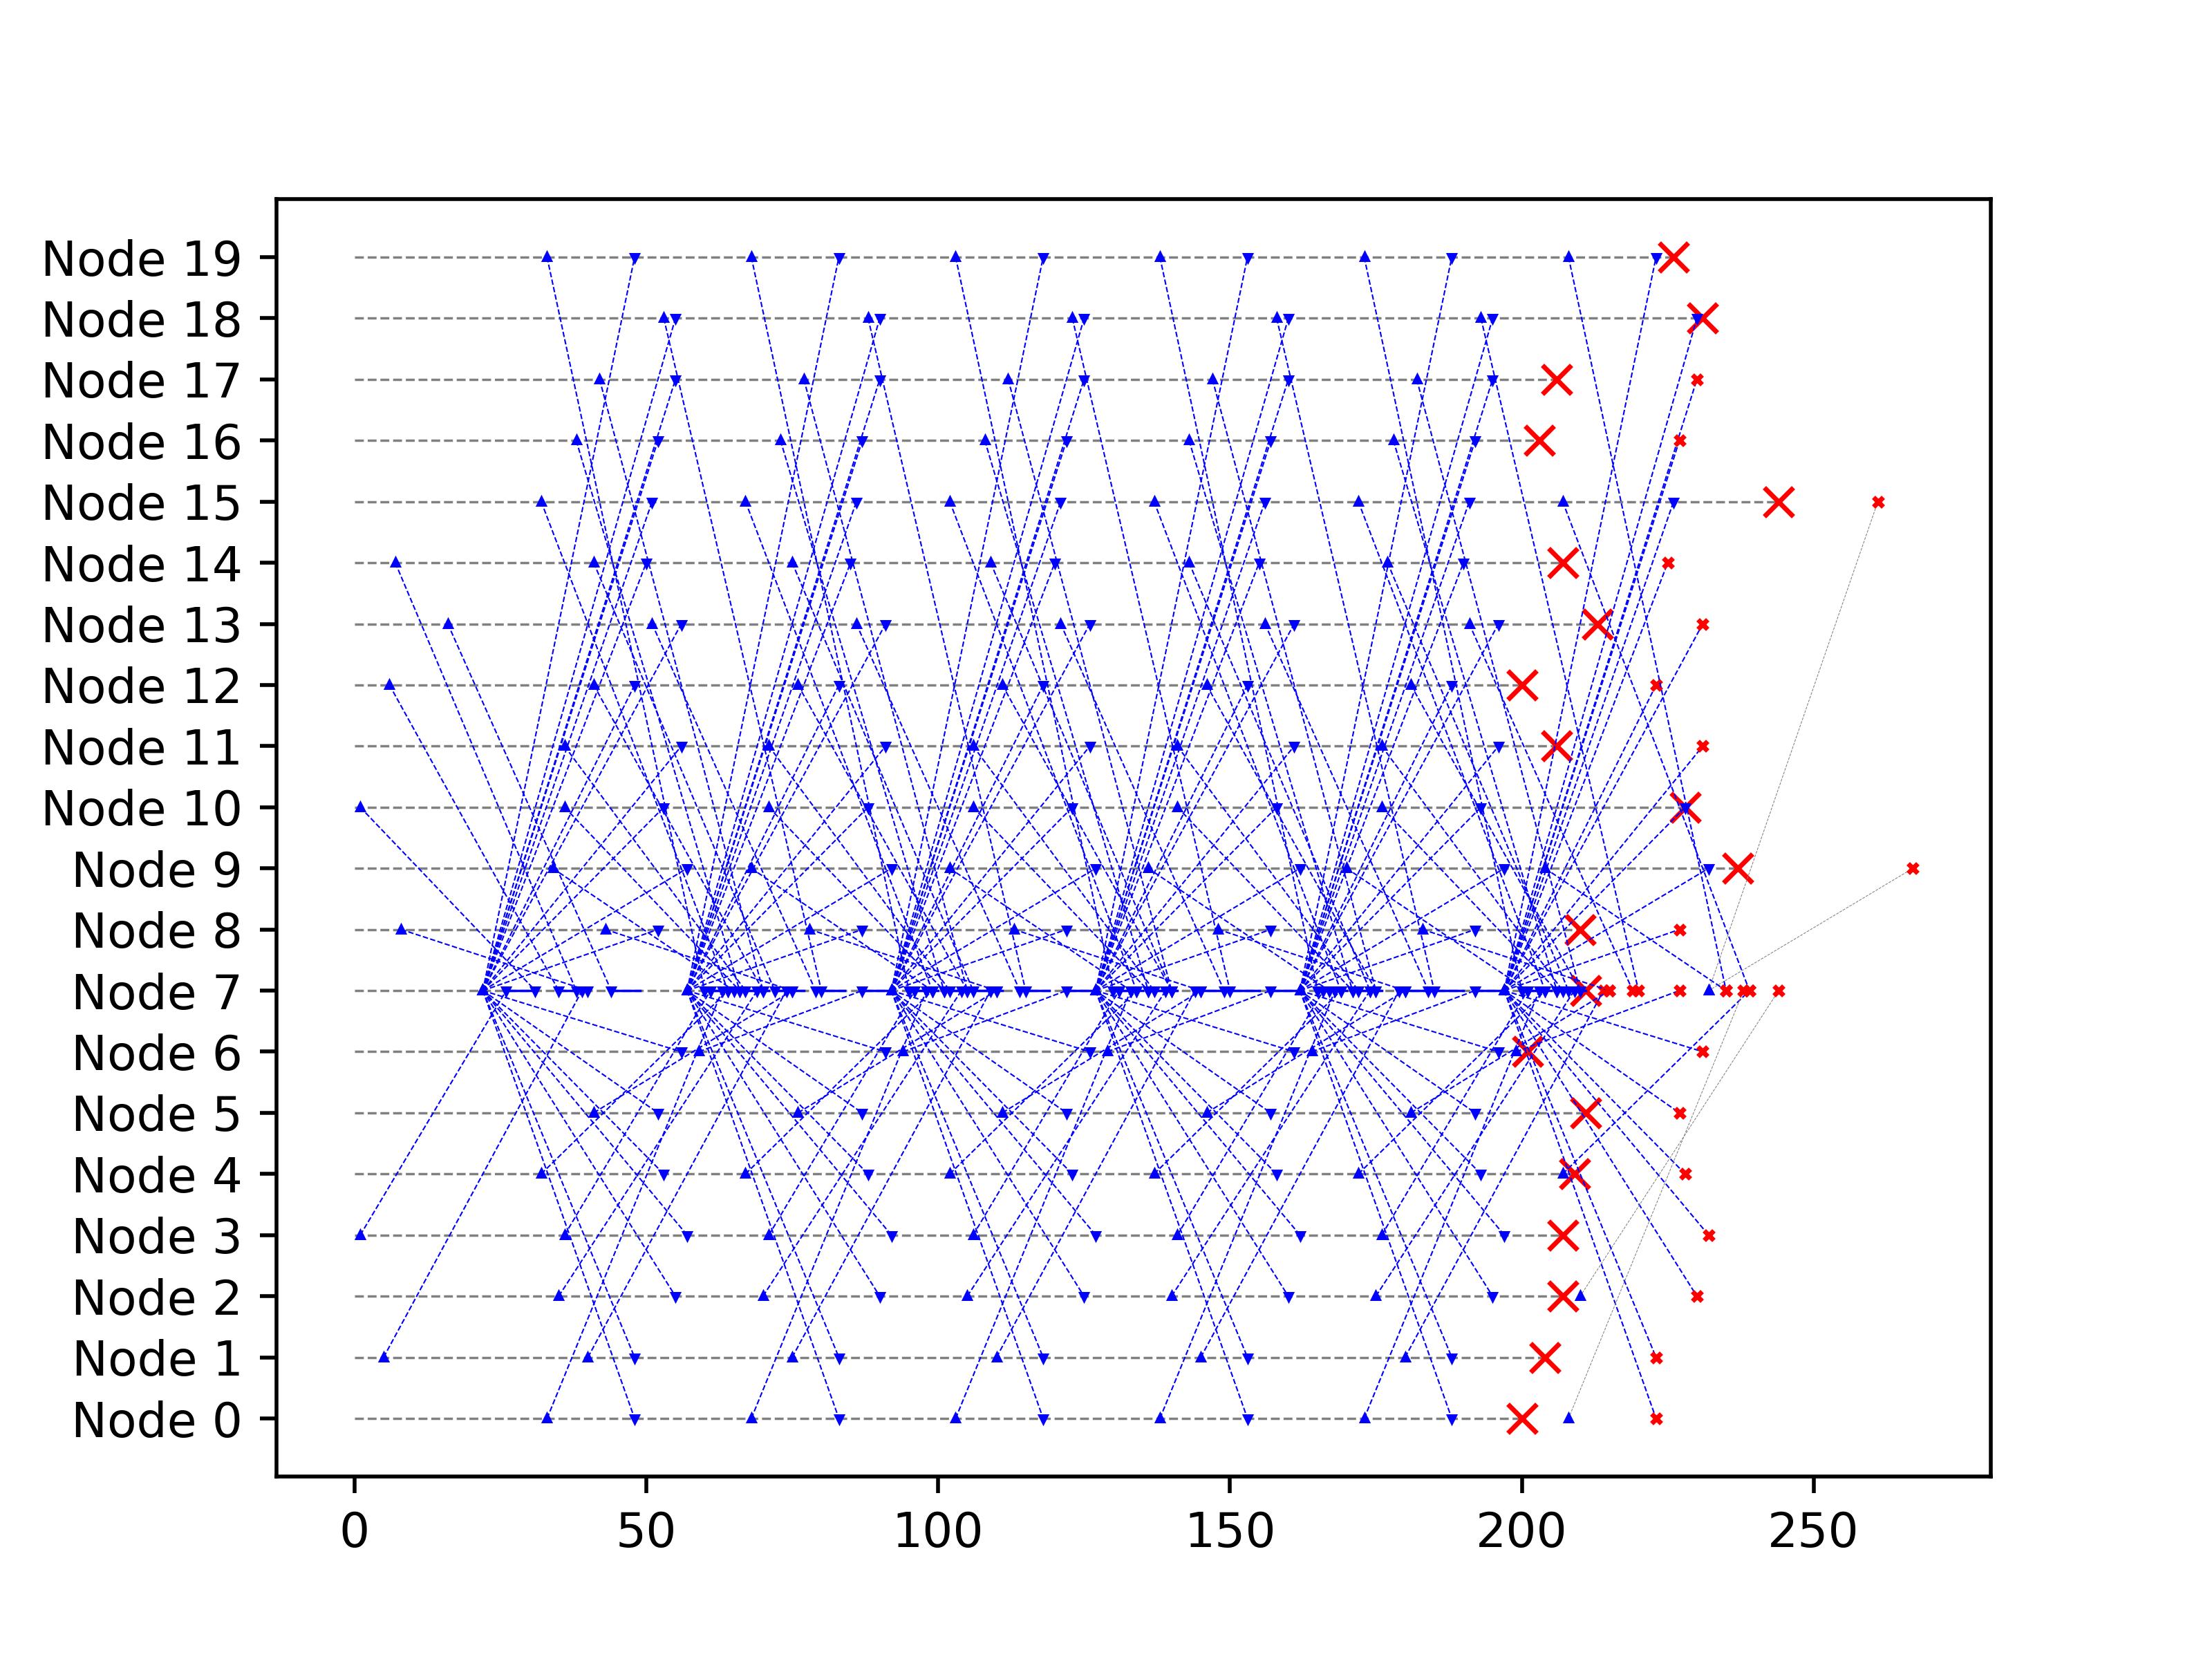 Node 19
Node 18
Node 17
Node 16
Node 15
Node 14
Node 13
Node 12
Node 11
Node 10
Node 9
Node 8
Node 7
Node 6
Node 5
Node 4
Node 3
Node 2
Node 1
Node 0
0 50 100 150 200 250